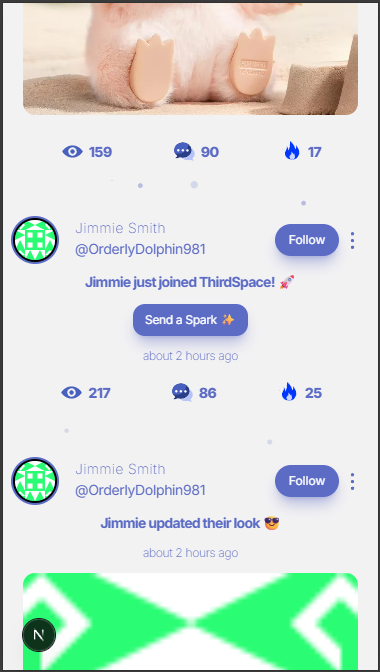 159 90 17
Jimmie Smith
@OrderlyDolphin981
Follow
Jimmie just joined ThirdSpace! 🚀
Send a Spark ✨
about 2 hours ago
217 86 25
Jimmie Smith
@OrderlyDolphin981
Follow
Jimmie updated their look 😎
about 2 hours ago
N